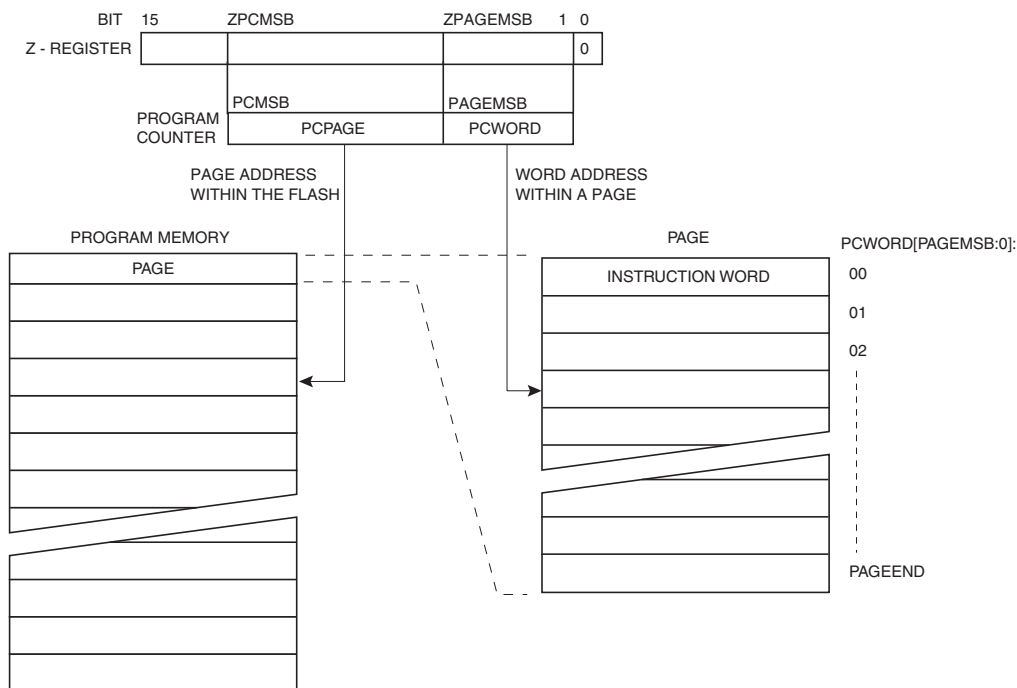 BIT 15 ZPCMSB ZPAGEMSB 1 0
Z - REGISTER 0
PCMSB PAGEMSB
PROGRAM
COUNTER
PCPAGE PCWORD
PAGE ADDRESS
WITHIN THE FLASH
WORD ADDRESS
WITHIN A PAGE
PROGRAM MEMORY
PAGE
PAGE
PCWORD[PAGEMSB:0]:
INSTRUCTION WORD
00
01
02
PAGEEND